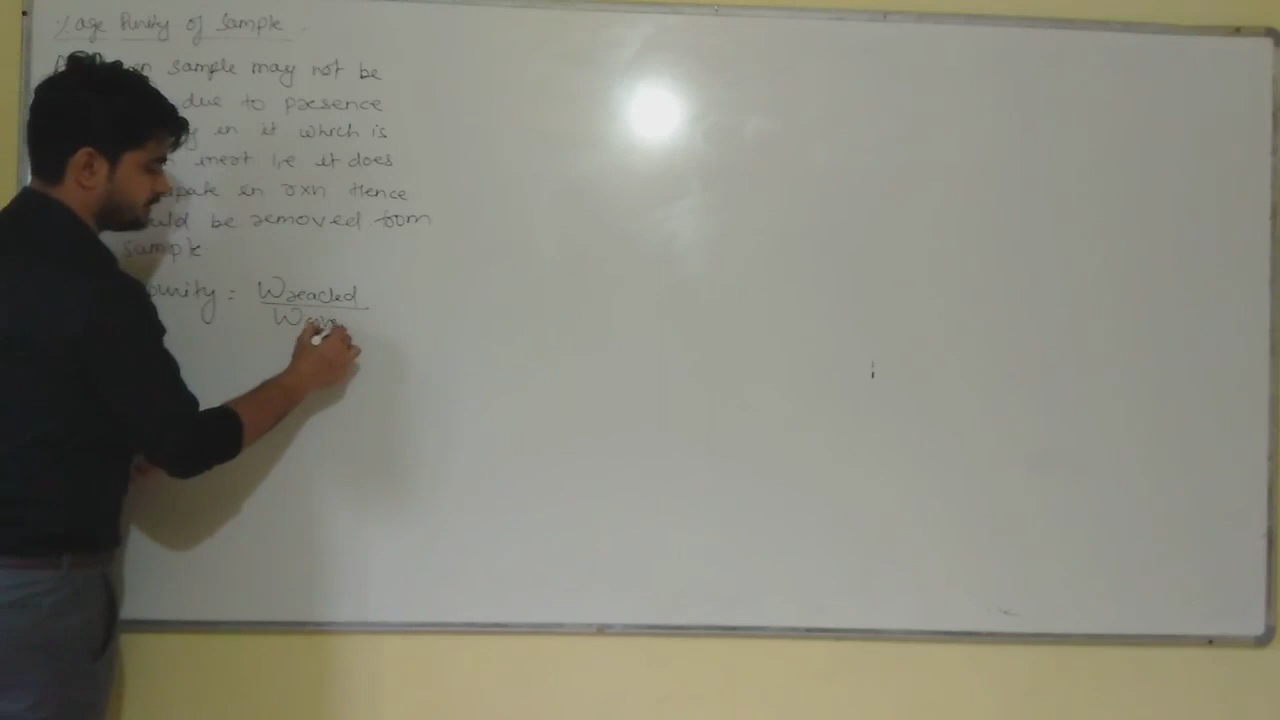 %age Purity of Sample
sample may not be
due to presence
in it which is
inert i,e it does
in rxn Hence
be removed from
sample.
purity = Wreacted
W